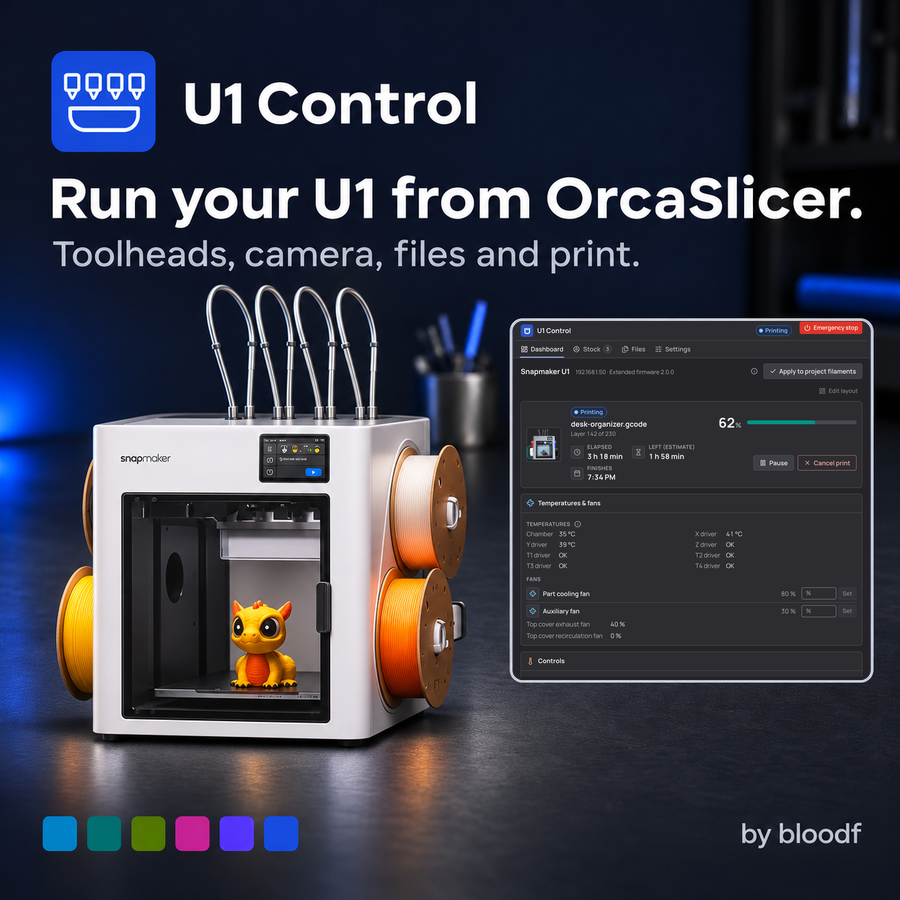 U1 Control
Run your U1 from OrcaSlicer.
Toolheads, camera, files and print.
snapmaker
U1 Control
Printing
Emergency stop
Dashboard
Stock 3
Files
Settings
Snapmaker U1 192.168.1.50 · Extended firmware 2.0.0
Apply to project filaments
Edit layout
Printing
desk-organizer.gcode
Layer 142 of 230
62%
ELAPSED
3 h 18 min
LEFT (ESTIMATE)
1 h 58 min
FINISHES
7:34 PM
Pause
Cancel print
Temperatures & fans
TEMPERATURES
Chamber 35 °C
X driver 41 °C
Y driver 39 °C
Z driver OK
T1 driver OK
T2 driver OK
T3 driver OK
T4 driver OK
FANS
Part cooling fan 80 % % Set
Auxiliary fan 30 % % Set
Top cover exhaust fan 40 %
Top cover recirculation fan 0 %
Controls
by bloodf